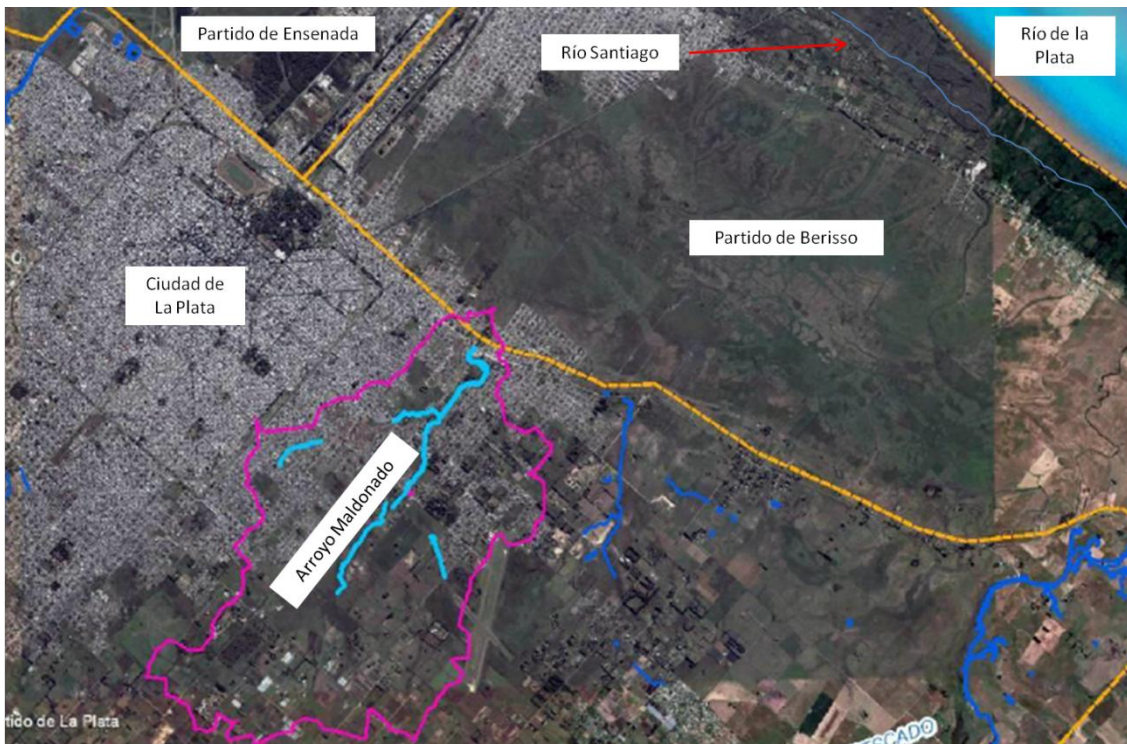 Partido de Ensenada
Río Santiago
Río de la
Plata
Partido de Berisso
Ciudad de
La Plata
Arroyo Maldonado
tido de La Plata
ESCADO